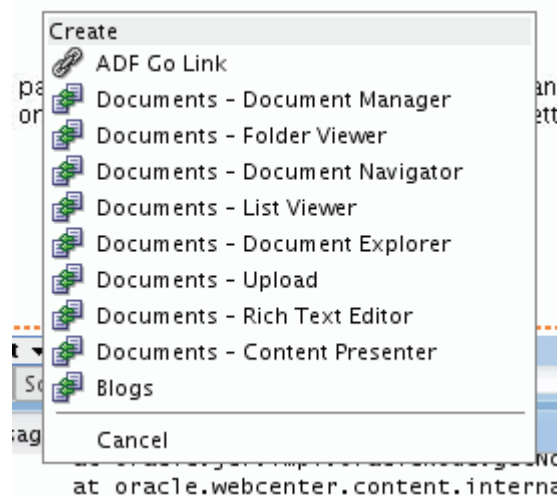 Create
ADF Go Link
Documents - Document Manager
Documents - Folder Viewer
Documents - Document Navigator
Documents - List Viewer
Documents - Document Explorer
Documents - Upload
Documents - Rich Text Editor
Documents - Content Presenter
Blogs
Cancel
at oracle.webcenter.content.interna